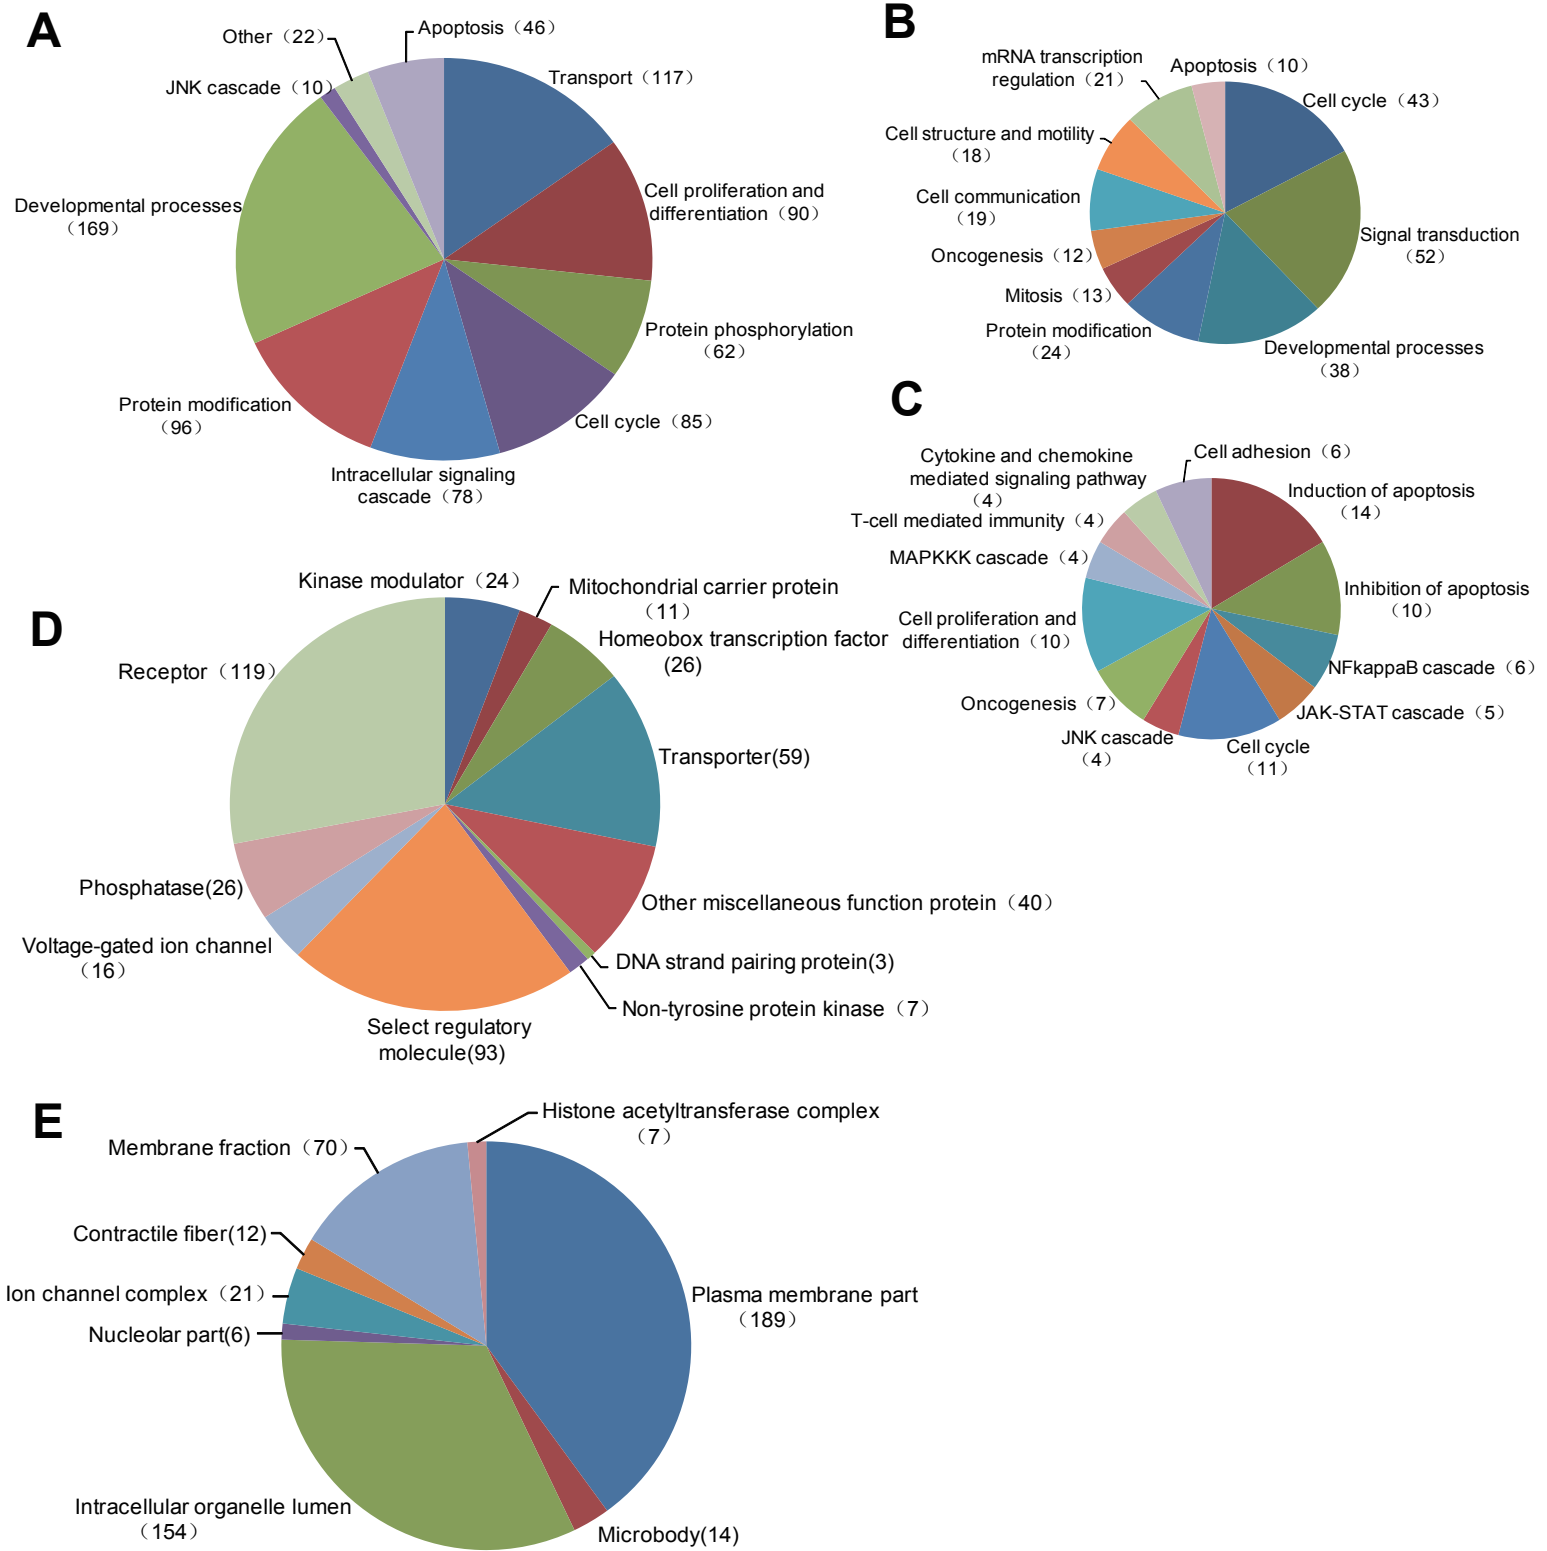 A
Other（22）
Apoptosis（46）
JNK cascade（10）
Transport（117）
Developmental processes
（169）
Cell proliferation and
differentiation（90）
Protein phosphorylation
（62）
Protein modification
（96）
Cell cycle（85）
Intracellular signaling
cascade（78）
B
mRNA transcription
regulation（21）
Apoptosis（10）
Cell cycle（43）
Cell structure and motility
（18）
Cell communication
（19）
Signal transduction
（52）
Oncogenesis（12）
Mitosis（13）
Protein modification
（24）
Developmental processes
（38）
C
Cytokine and chemokine
mediated signaling pathway
（4）
Cell adhesion（6）
Induction of apoptosis
（14）
T-cell mediated immunity（4）
MAPKKK cascade（4）
Inhibition of apoptosis
（10）
Cell proliferation and
differentiation（10）
NFkappaB cascade（6）
Oncogenesis（7）
JAK-STAT cascade（5）
JNK cascade
（4）
Cell cycle
（11）
D
Kinase modulator（24）
Mitochondrial carrier protein
（11）
Homeobox transcription factor
(26)
Receptor（119）
Transporter(59)
Phosphatase(26)
Other miscellaneous function protein（40）
Voltage-gated ion channel
（16）
DNA strand pairing protein(3)
Non-tyrosine protein kinase（7）
Select regulatory
molecule(93)
E
Histone acetyltransferase complex
（7）
Membrane fraction（70）
Contractile fiber(12)
Ion channel complex（21）
Nucleolar part(6)
Plasma membrane part
（189）
Intracellular organelle lumen
（154）
Microbody(14)